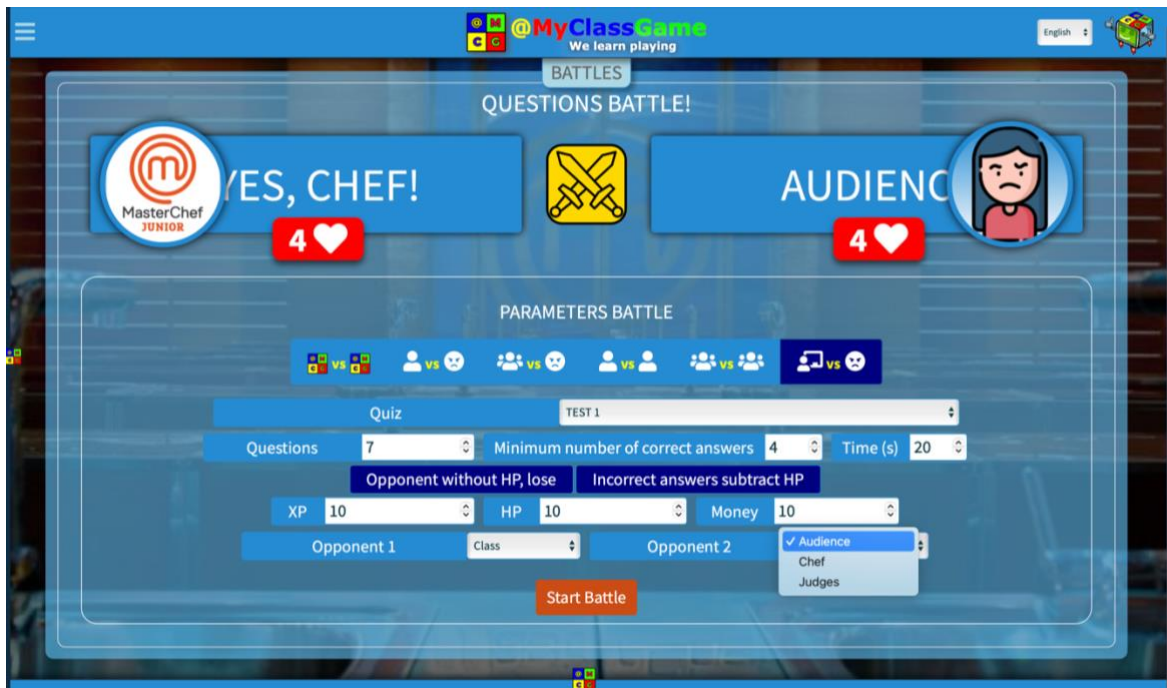 @ M C G @MyClassGame
We learn playing
English
BATTLES
QUESTIONS BATTLE!
MasterChef
JUNIOR
YES, CHEF!
AUDIENC
4
4
PARAMETERS BATTLE
vs
vs
vs
vs
vs
vs
Quiz TEST 1
Questions 7 Minimum number of correct answers 4 Time (s) 20
Opponent without HP, lose Incorrect answers subtract HP
XP 10 HP 10 Money 10
Opponent 1 Class Opponent 2 ✓ Audience
Chef
Judges
Start Battle